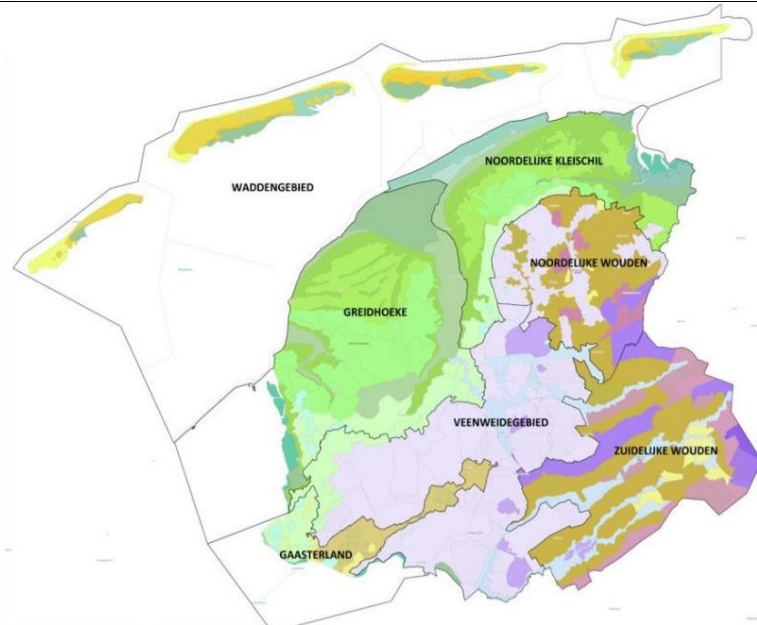 NOORDELIJKE KLEISCHIL
WADDENGEBIED
NOORDELIJKE WOUDEN
GREIDHOEKE
VEENWEIDEGEBIED
ZUIDELIJKE WOUDEN
GAASTERLAND